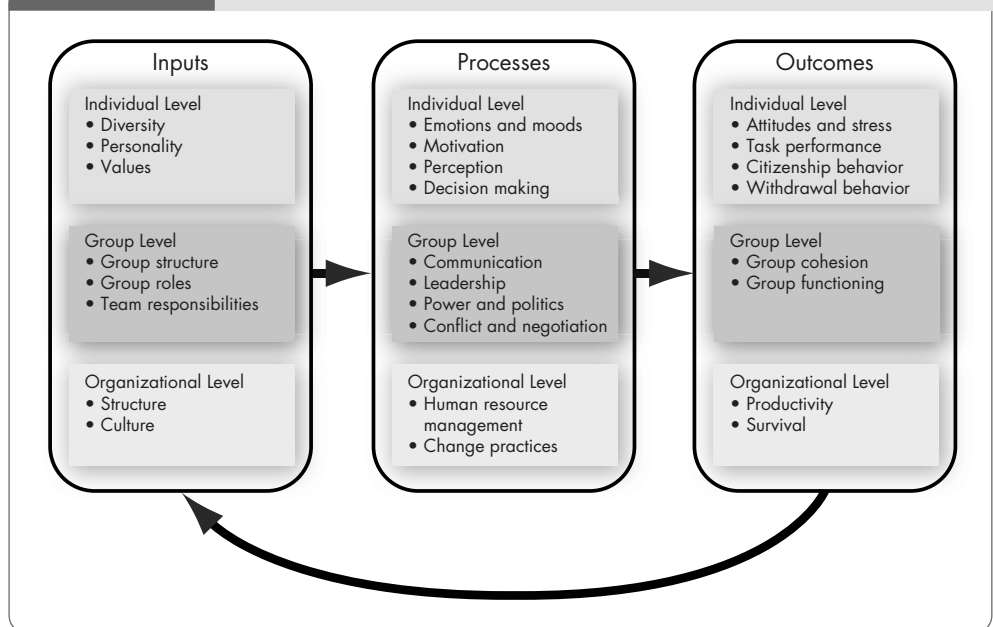 Inputs
Individual Level
• Diversity
• Personality
• Values
Group Level
• Group structure
• Group roles
• Team responsibilities
Organizational Level
• Structure
• Culture
Processes
Individual Level
• Emotions and moods
• Motivation
• Perception
• Decision making
Group Level
• Communication
• Leadership
• Power and politics
• Conflict and negotiation
Organizational Level
• Human resource
management
• Change practices
Outcomes
Individual Level
• Attitudes and stress
• Task performance
• Citizenship behavior
• Withdrawal behavior
Group Level
• Group cohesion
• Group functioning
Organizational Level
• Productivity
• Survival